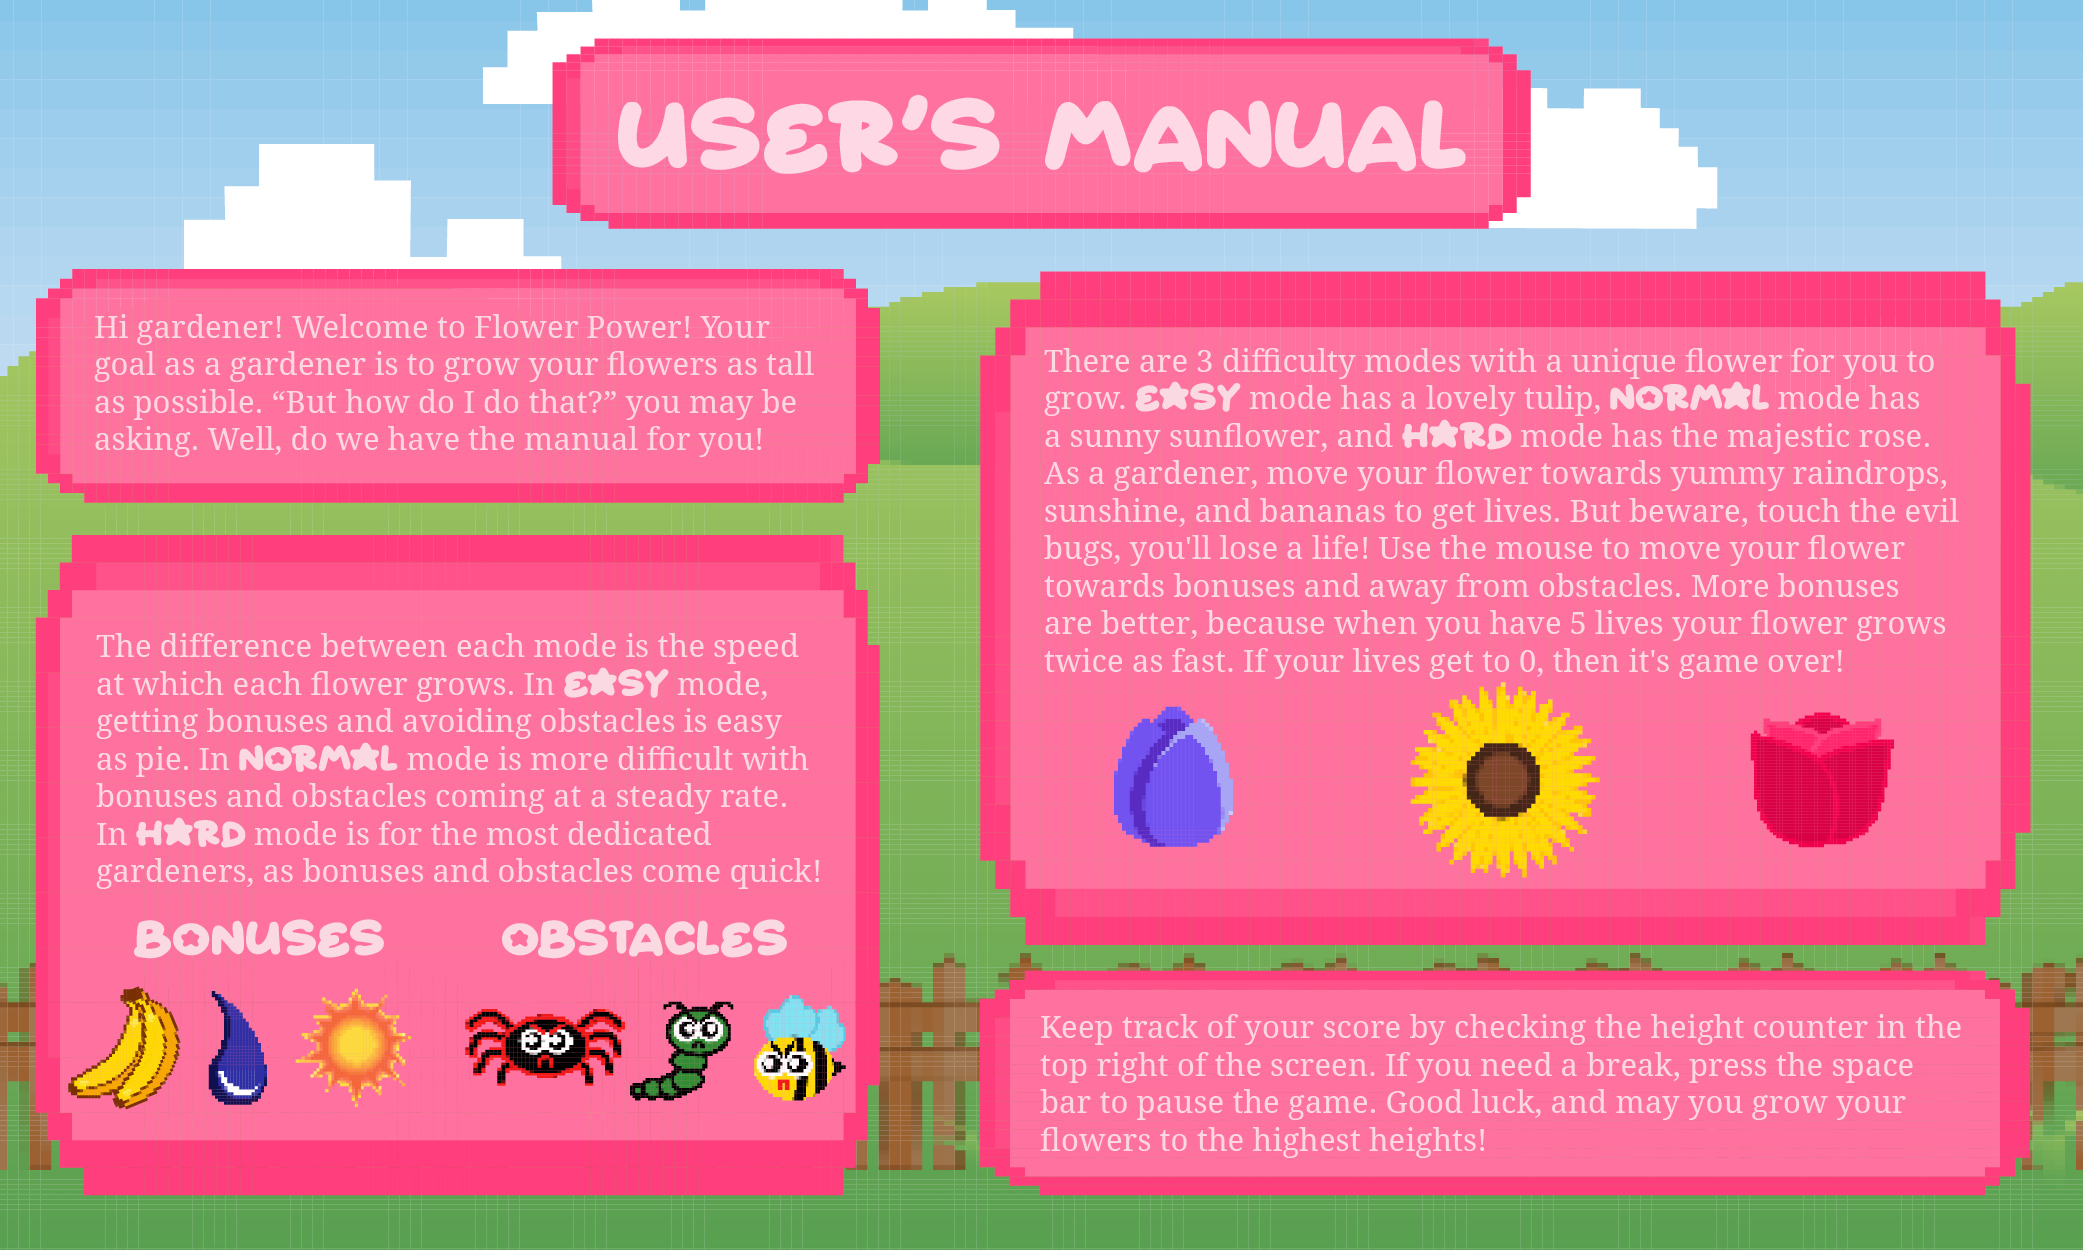 USER'S MANUAL
Hi gardener! Welcome to Flower Power! Your
goal as a gardener is to grow your flowers as tall
as possible. “But how do I do that?” you may be
asking. Well, do we have the manual for you!
The difference between each mode is the speed
at which each flower grows. In EASY mode,
getting bonuses and avoiding obstacles is easy
as pie. In NORMAL mode is more difficult with
bonuses and obstacles coming at a steady rate.
In HARD mode is for the most dedicated
gardeners, as bonuses and obstacles come quick!
BONUSES
OBSTACLES
There are 3 difficulty modes with a unique flower for you to
grow. EASY mode has a lovely tulip, NORMAL mode has
a sunny sunflower, and HARD mode has the majestic rose.
As a gardener, move your flower towards yummy raindrops,
sunshine, and bananas to get lives. But beware, touch the evil
bugs, you'll lose a life! Use the mouse to move your flower
towards bonuses and away from obstacles. More bonuses
are better, because when you have 5 lives your flower grows
twice as fast. If your lives get to 0, then it's game over!
Keep track of your score by checking the height counter in the
top right of the screen. If you need a break, press the space
bar to pause the game. Good luck, and may you grow your
flowers to the highest heights!